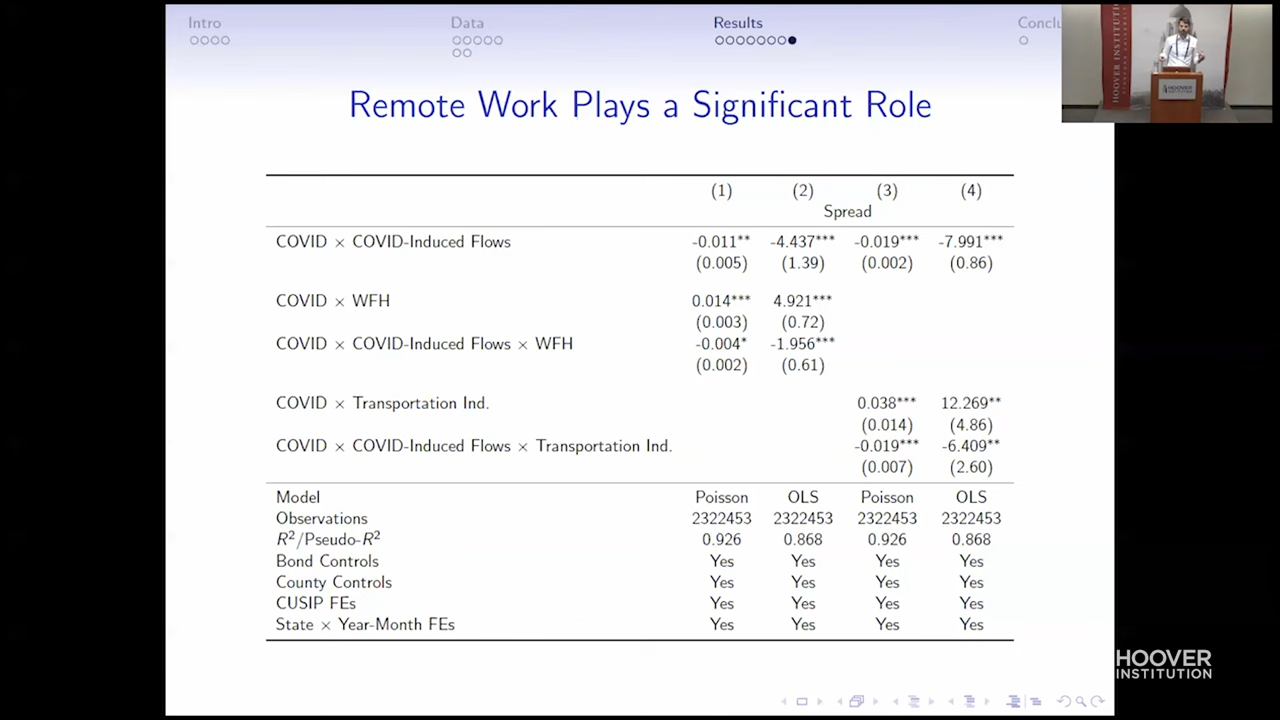 Intro
Data
Results
Conclu
Remote Work Plays a Significant Role
(1) (2) (3) (4)
Spread
COVID × COVID-Induced Flows -0.011** -4.437*** -0.019*** -7.991***
(0.005) (1.39) (0.002) (0.86)
COVID × WFH 0.014*** 4.921***
(0.003) (0.72)
COVID × COVID-Induced Flows × WFH -0.004* -1.956***
(0.002) (0.61)
COVID × Transportation Ind. 0.038*** 12.269**
(0.014) (4.86)
COVID × COVID-Induced Flows × Transportation Ind. -0.019*** -6.409**
(0.007) (2.60)
Model Poisson OLS Poisson OLS
Observations 2322453 2322453 2322453 2322453
R²/Pseudo-R² 0.926 0.868 0.926 0.868
Bond Controls Yes Yes Yes Yes
County Controls Yes Yes Yes Yes
CUSIP FEs Yes Yes Yes Yes
State × Year-Month FEs Yes Yes Yes Yes
HOOVER INSTITUTI
HOOVER
HOOVER
INSTITUTION